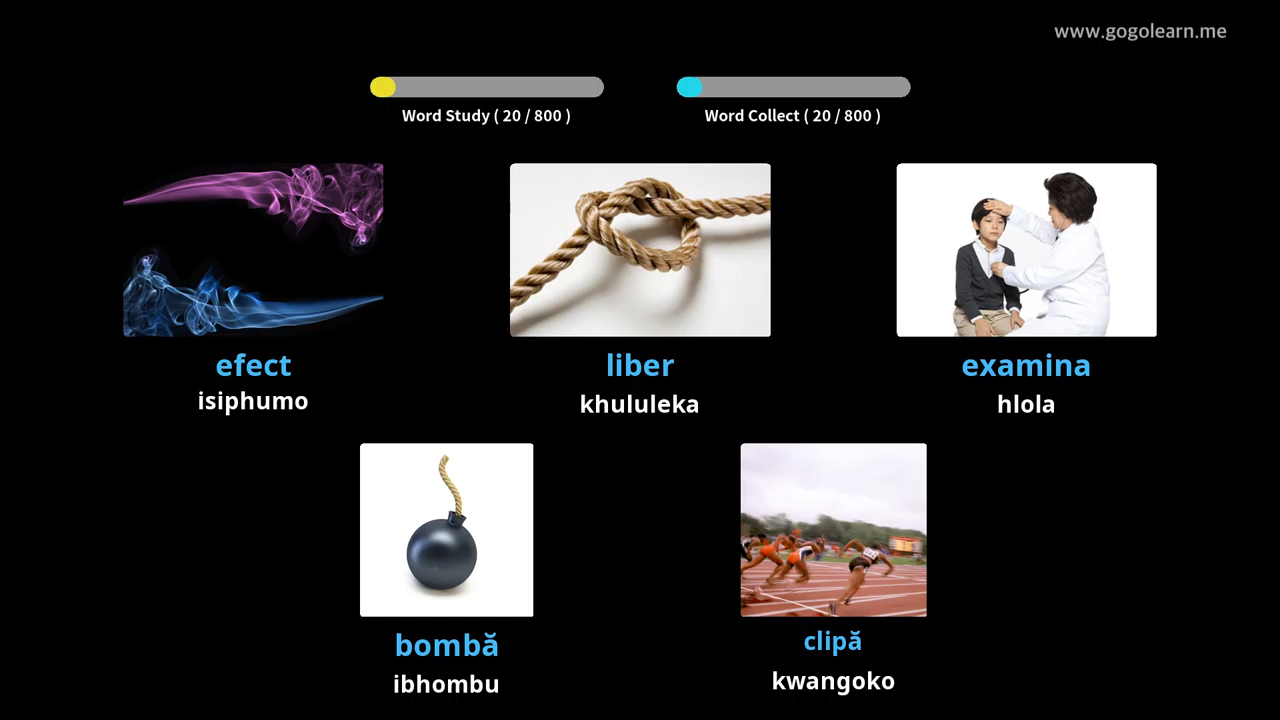 www.gogolearn.me
Word Study ( 20 / 800 )
Word Collect ( 20 / 800 )
efect
isiphumo
liber
khululeka
examina
hlola
bombă
ibhombu
clipă
kwangoko